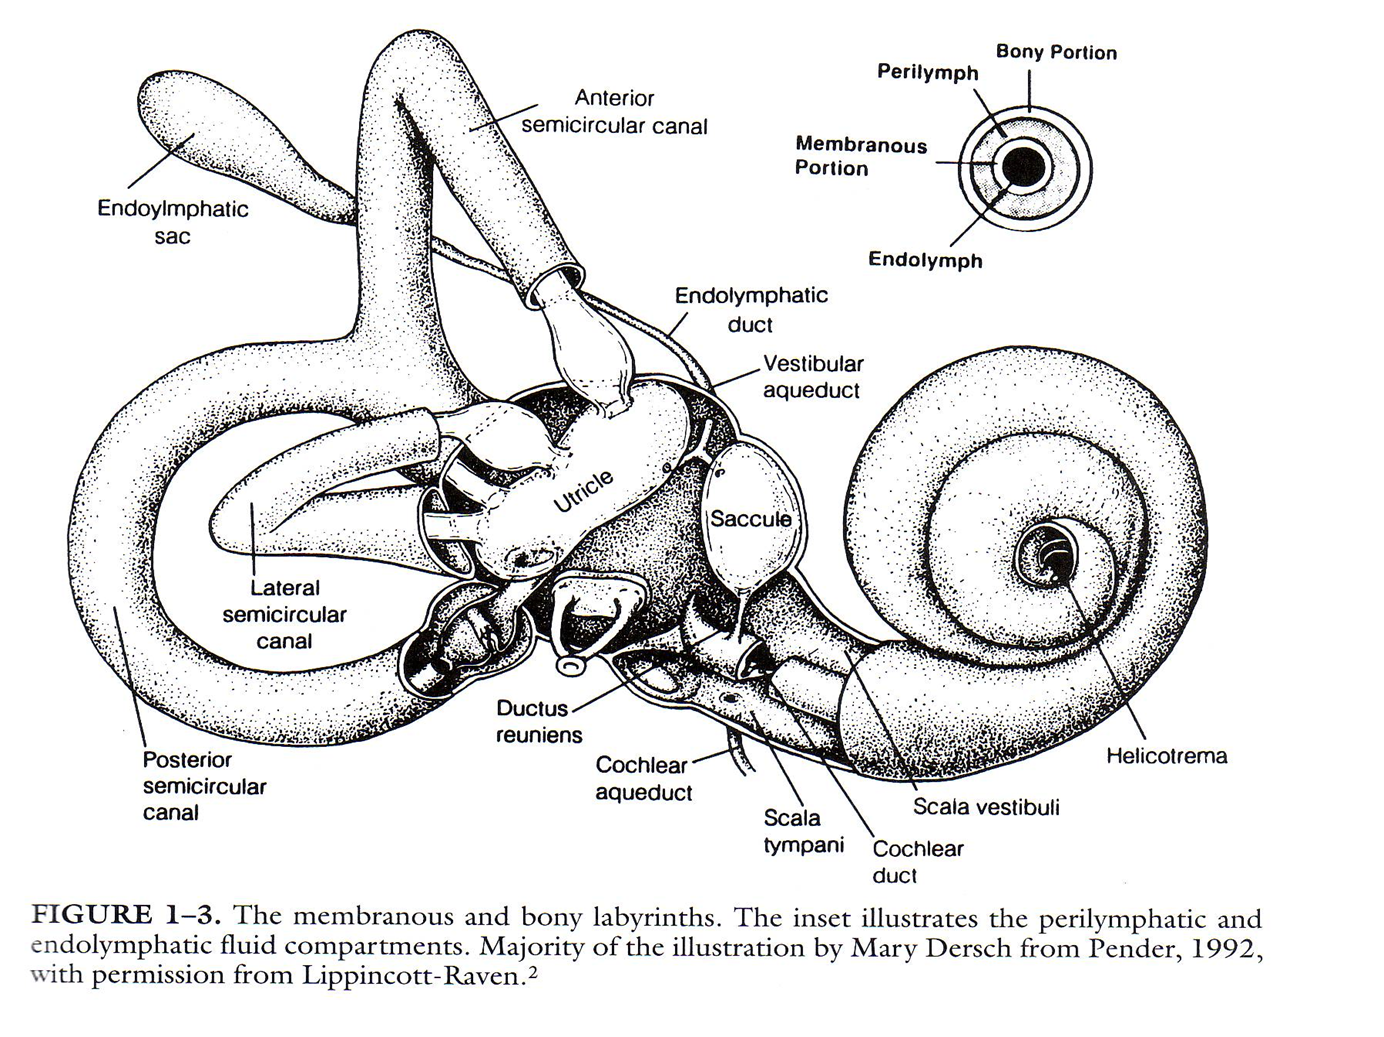 Bony Portion
Perilymph
Anterior
semicircular canal
Membranous
Portion
Endoylmphatic
sac
Endolymph
Endolymphatic
duct
Vestibular
aqueduct
Utricle
Saccule
Lateral
semicircular
canal
Ductus
reuniens
Posterior
semicircular
canal
Cochlear
aqueduct
Helicotrema
Scala vestibuli
Scala
tympani
Cochlear
duct
FIGURE 1–3. The membranous and bony labyrinths. The inset illustrates the perilymphatic and
endolymphatic fluid compartments. Majority of the illustration by Mary Dersch from Pender, 1992,
with permission from Lippincott-Raven.²